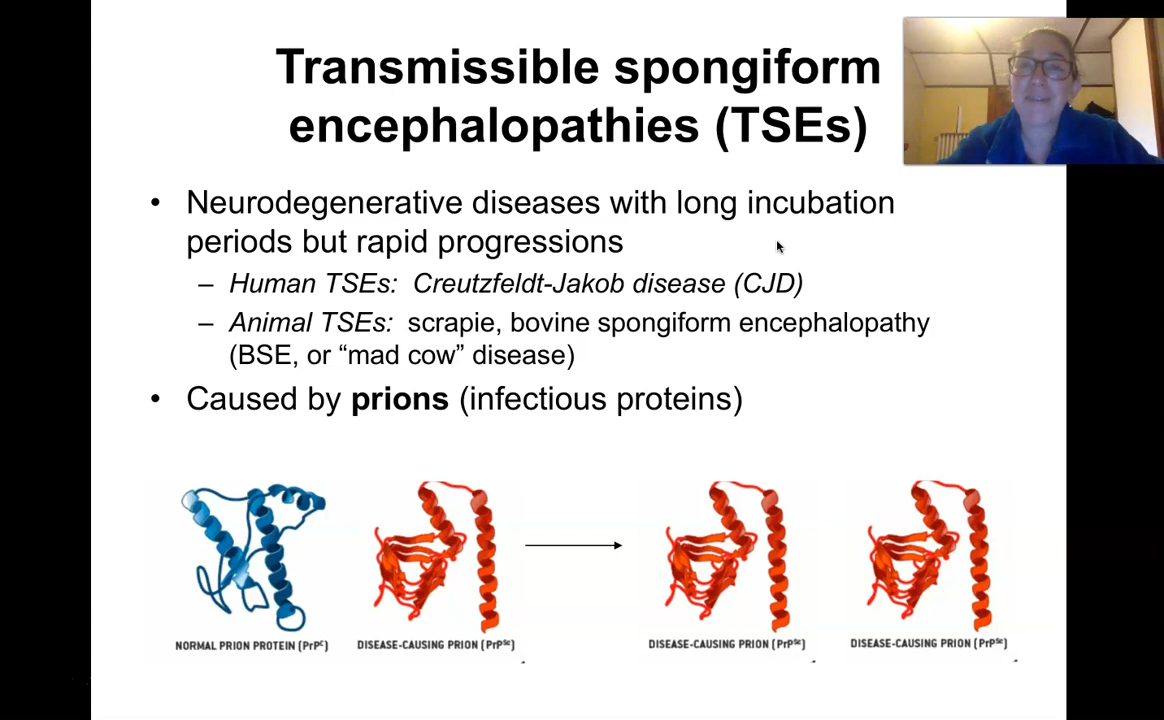 Transmissible spongiform
encephalopathies (TSEs)
• Neurodegenerative diseases with long incubation
periods but rapid progressions
– Human TSEs: Creutzfeldt-Jakob disease (CJD)
– Animal TSEs: scrapie, bovine spongiform encephalopathy
(BSE, or “mad cow” disease)
• Caused by prions (infectious proteins)
NORMAL PRION PROTEIN (PrPᶜ)
DISEASE-CAUSING PRION (PrPˢᶜ)
DISEASE-CAUSING PRION (PrPˢᶜ)
DISEASE-CAUSING PRION (PrPˢᶜ)